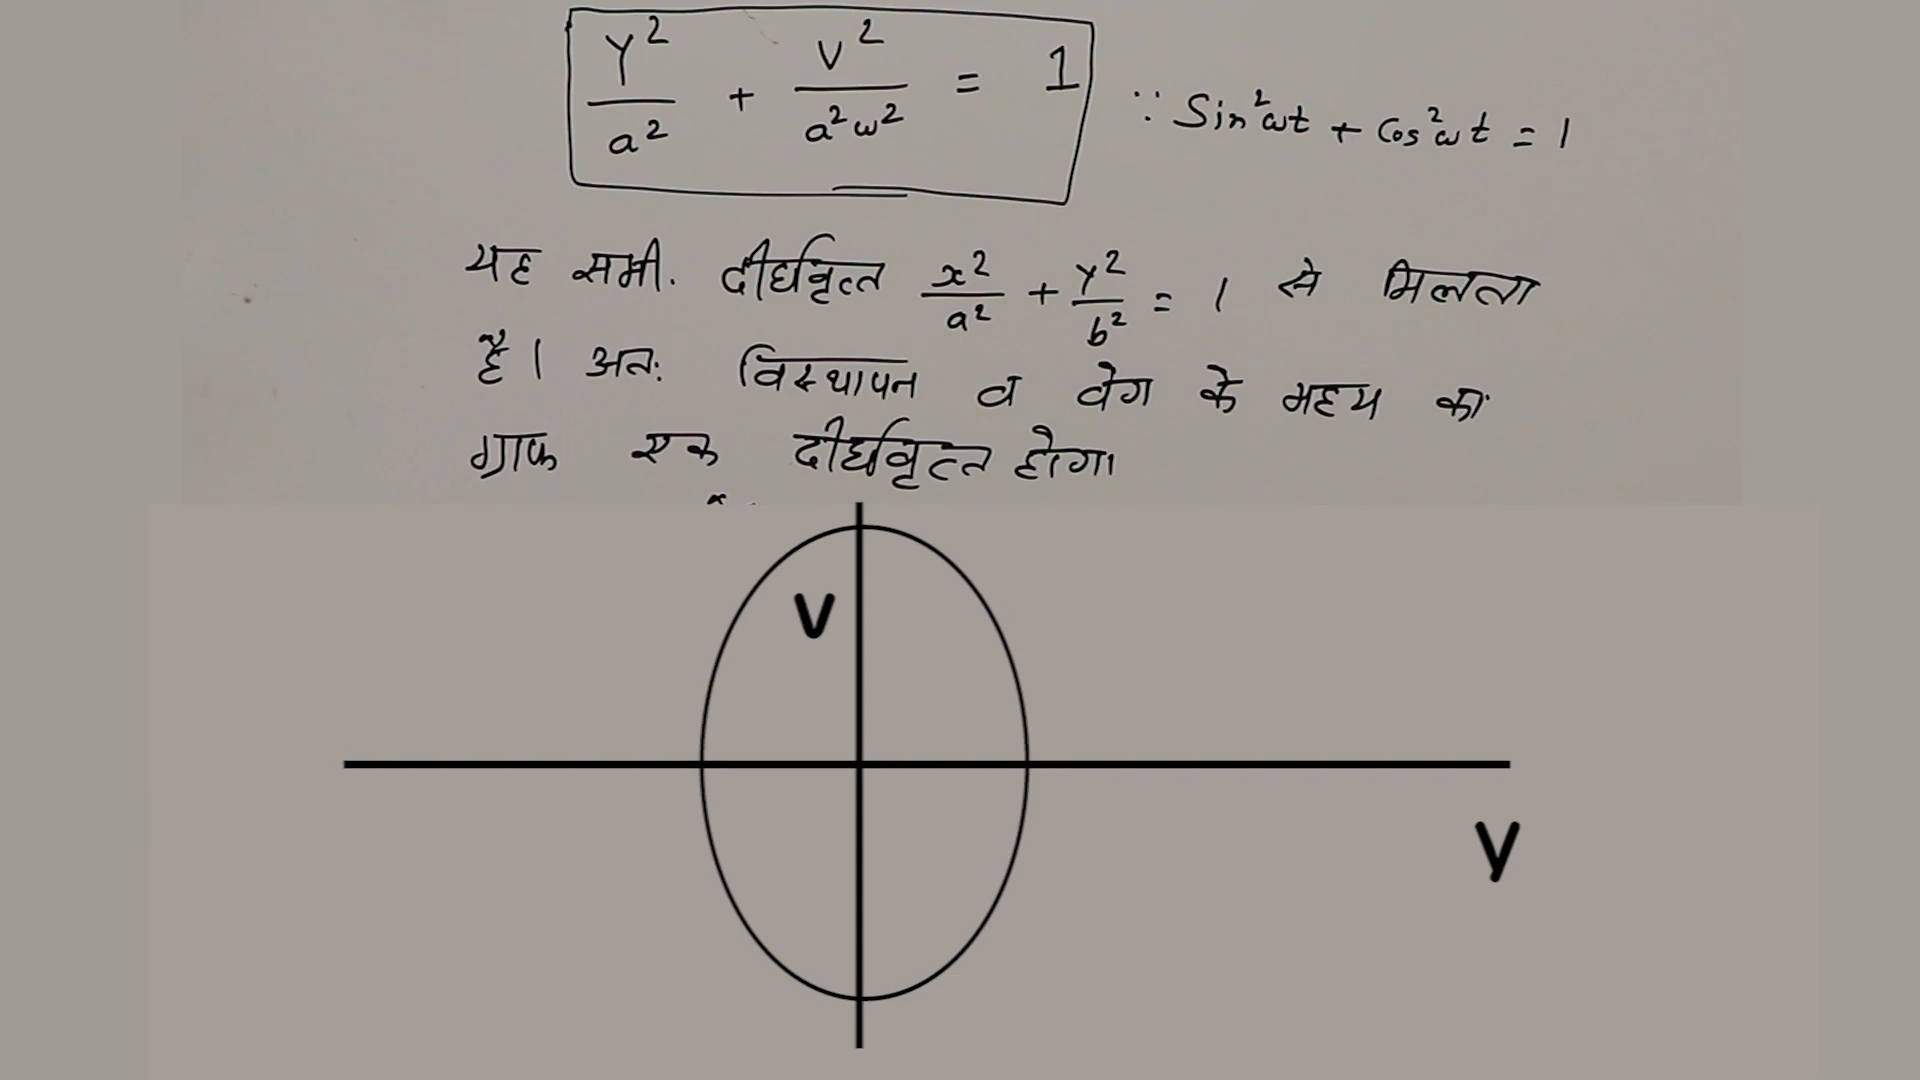 Y²/a² + V²/a²ω² = 1 ∵ Sin²ωt + Cos²ωt = 1
यह समी. दीर्घवृत्त x²/a² + Y²/b² = 1 से मिलता
है। अतः विस्थापन व वेग के मध्य का
ग्राफ एक दीर्घवृत्त होगा
V
y